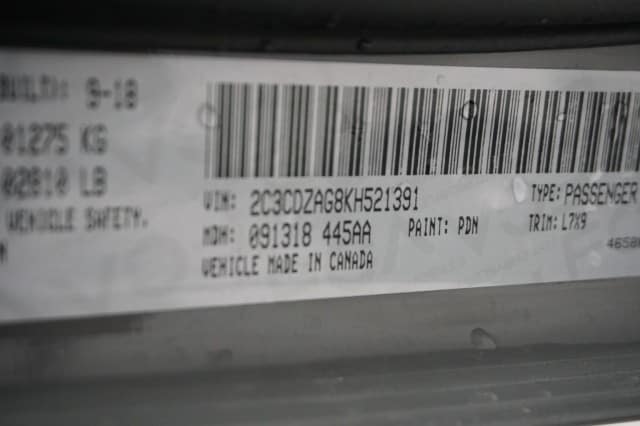 BUILT: 9-18
01275 KG
02810 LB
VEHICLE SAFETY.
VIN: 2C3CDZAG8KH521391 TYPE: PASSENGER
MDH: 091318 445AA PAINT: PDN TRIM: L7X9
VEHICLE MADE IN CANADA